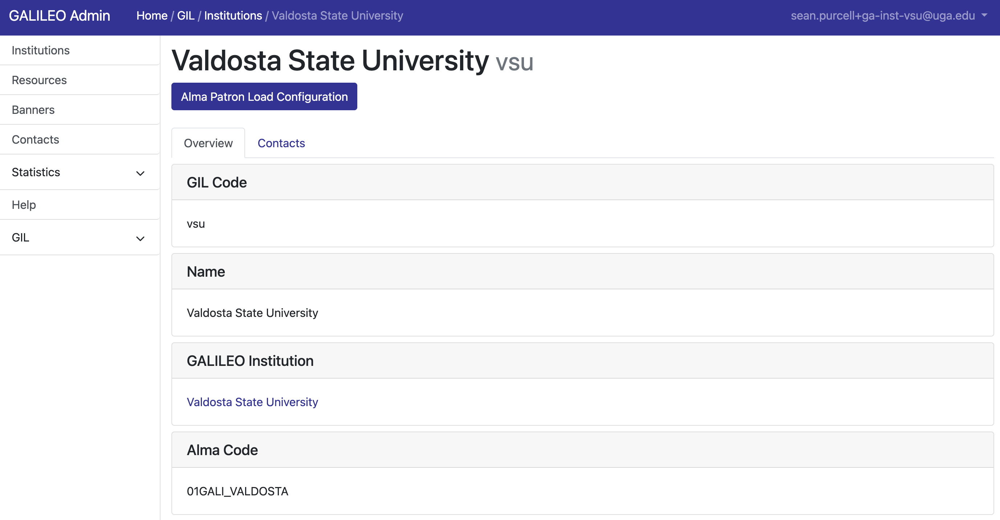 GALILEO Admin
Home / GIL / Institutions / Valdosta State University
sean.purcell+ga-inst-vsu@uga.edu
Institutions
Resources
Banners
Contacts
Statistics
Help
GIL
Valdosta State University vsu
Alma Patron Load Configuration
Overview
Contacts
GIL Code
vsu
Name
Valdosta State University
GALILEO Institution
Valdosta State University
Alma Code
01GALI_VALDOSTA